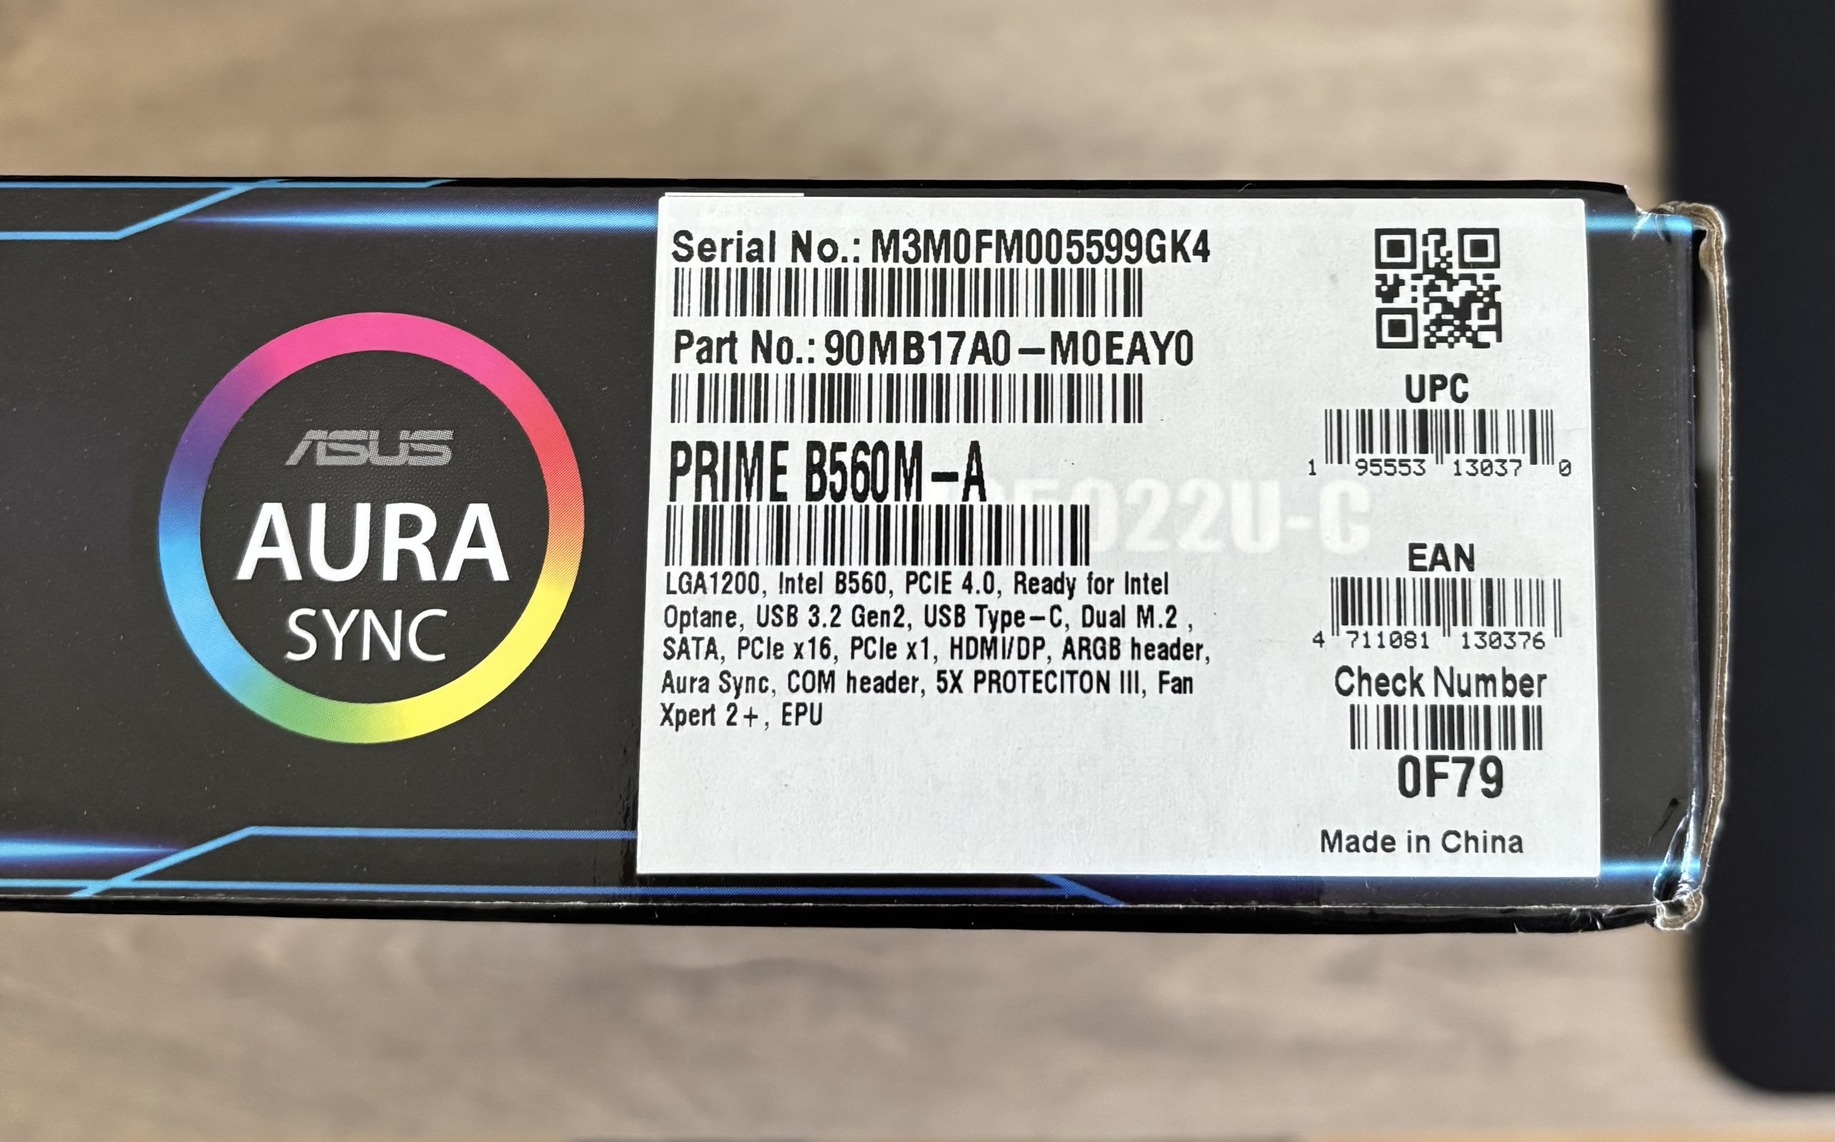 ASUS
AURA
SYNC
Serial No.: M3M0FM005599GK4
Part No.: 90MB17A0-M0EAY0
PRIME B560M-A
022U-C
LGA1200, Intel B560, PCIE 4.0, Ready for Intel
Optane, USB 3.2 Gen2, USB Type-C, Dual M.2 ,
SATA, PCIe x16, PCIe x1, HDMI/DP, ARGB header,
Aura Sync, COM header, 5X PROTECITON III, Fan
Xpert 2+, EPU
UPC
1 95553 13037 0
EAN
4 711081 130376
Check Number
0F79
Made in China